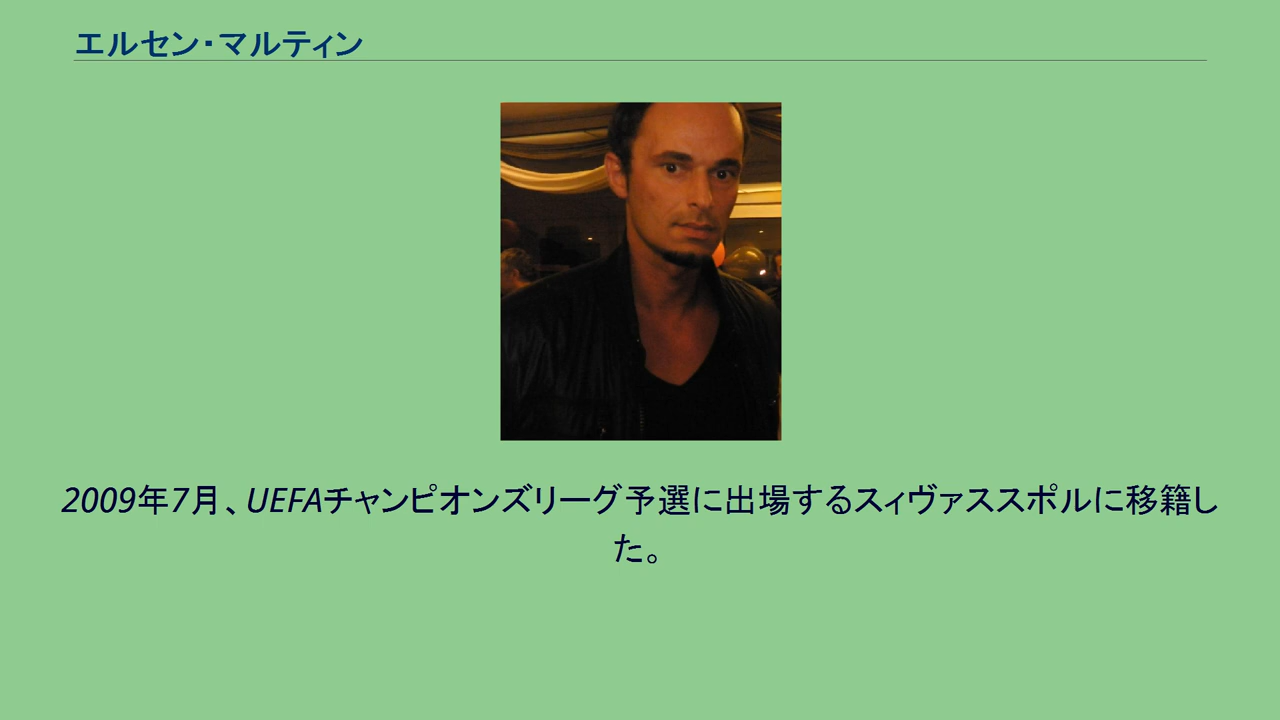 エルセン・マルティン
2009年7月、UEFAチャンピオンズリーグ予選に出場するスィヴァススポルに移籍し
た。